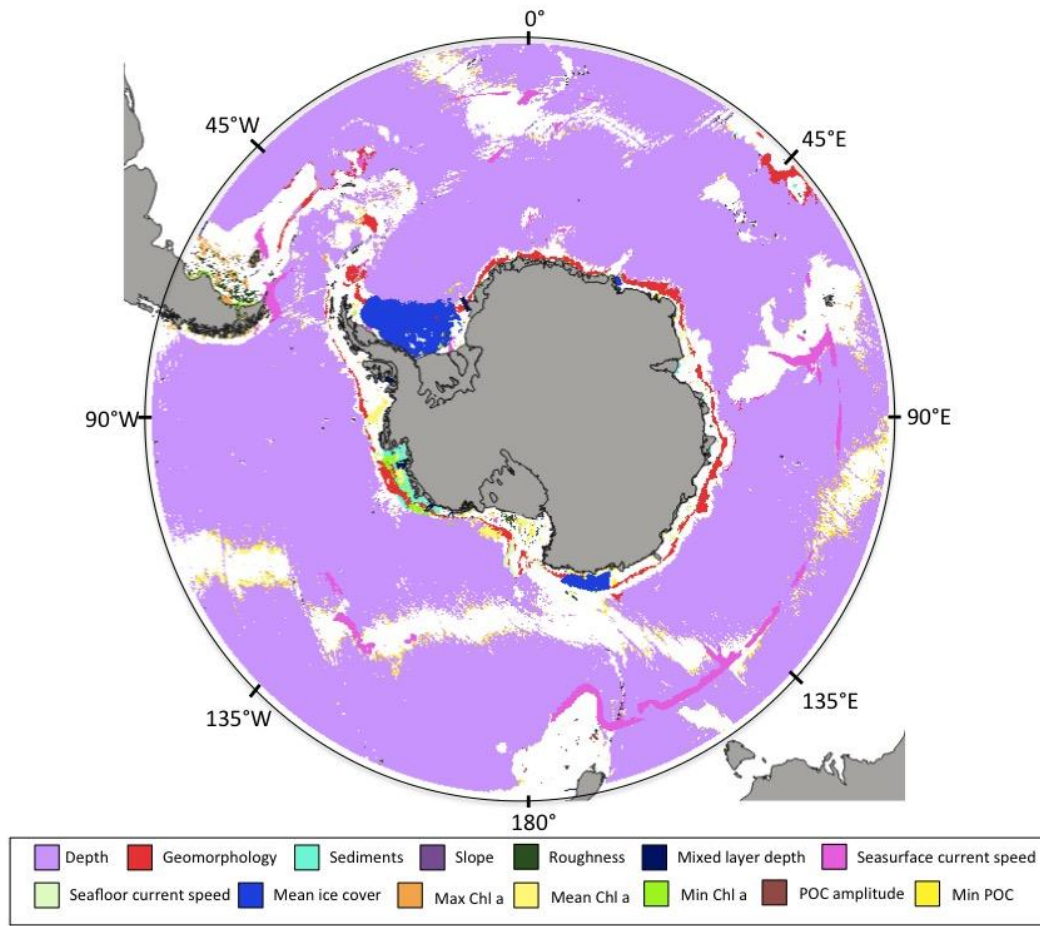 0°
45°W
45°E
90°W
90°E
135°W
135°E
180°
Depth Geomorphology Sediments Slope Roughness Mixed layer depth Seasurface current speed
Seafloor current speed Mean ice cover Max Chl a Mean Chl a Min Chl a POC amplitude Min POC